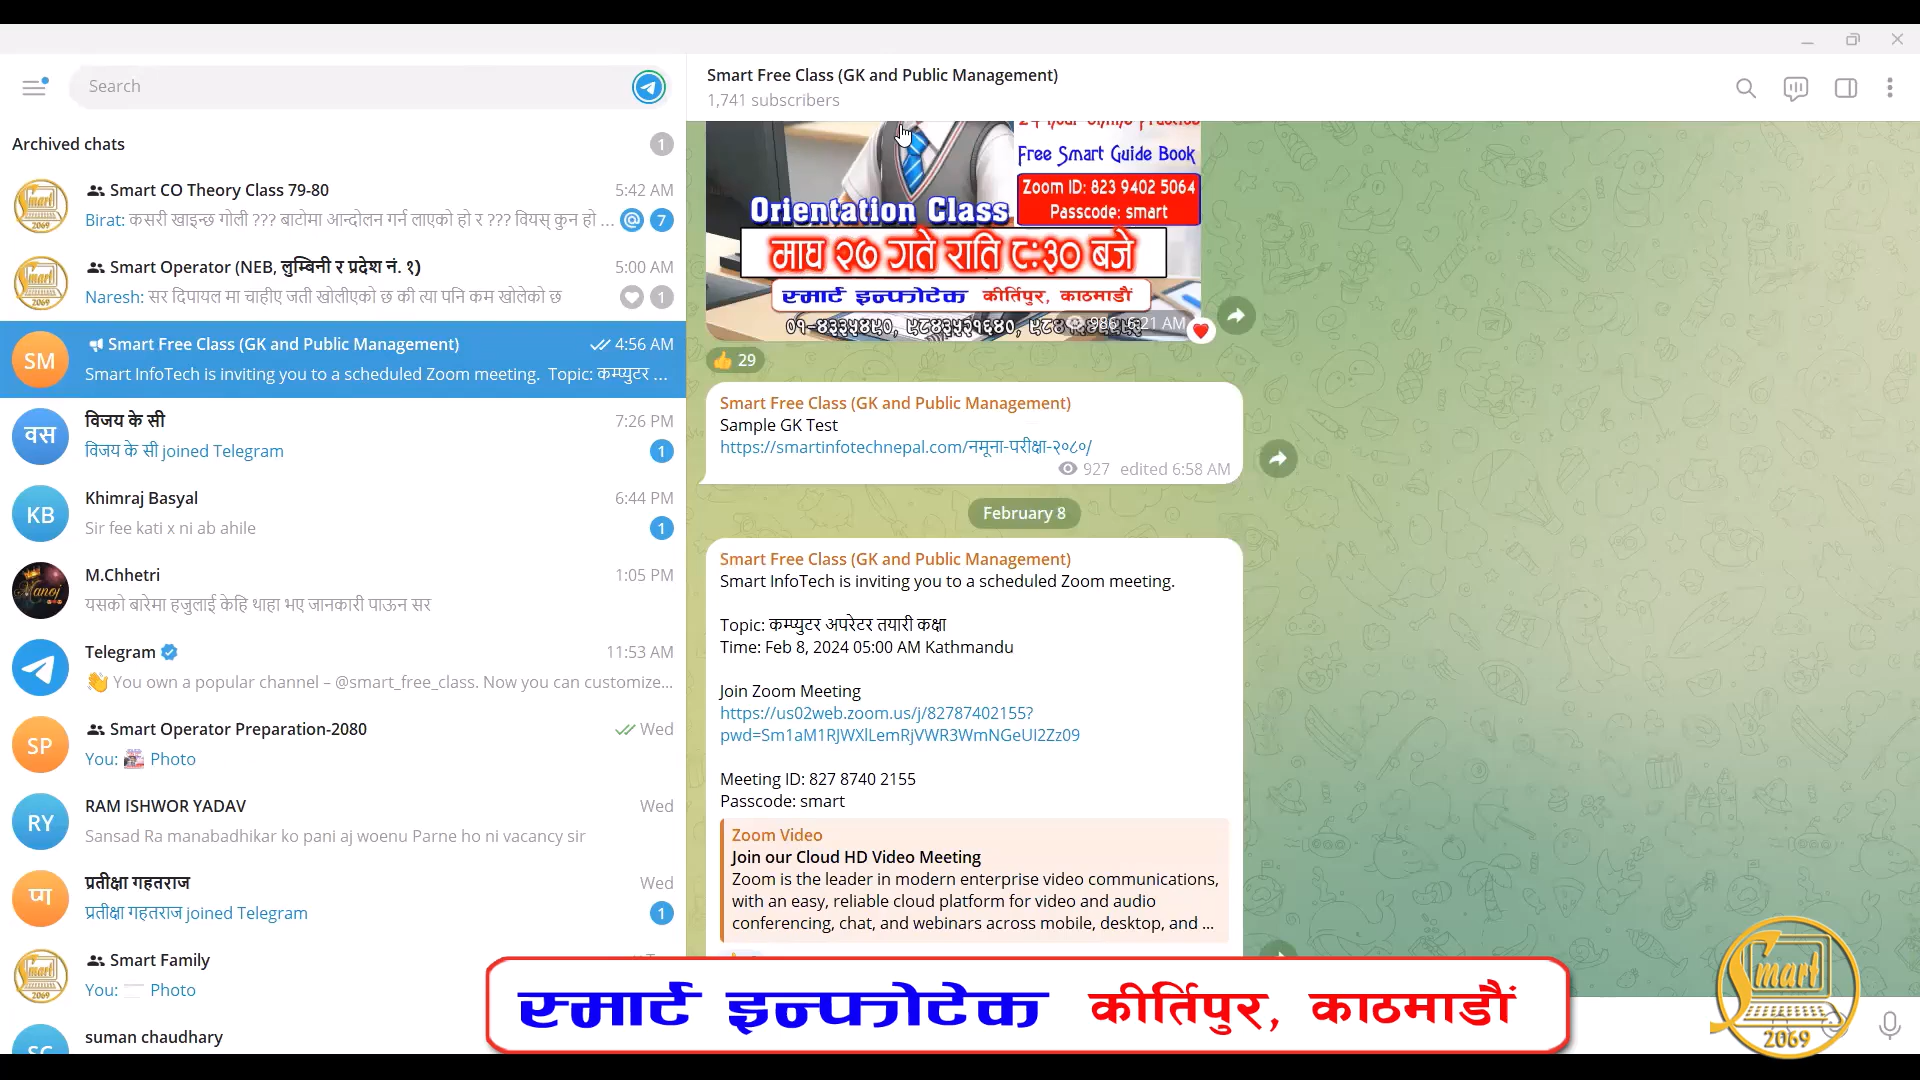 Search
Archived chats
1
Smart CO Theory Class 79-80
5:42 AM
Birat: कसरी खाइन्छ गोली ??? बाटोमा आन्दोलन गर्न लाएको हो र ??? वियस् कुन हो ...
@ 7
Smart Operator (NEB, लुम्बिनी र प्रदेश नं. १)
5:00 AM
Naresh: सर दिपायल मा चाहीए जती खोलीएको छ की त्या पनि कम खोलेको छ
1
SM
Smart Free Class (GK and Public Management)
4:56 AM
Smart InfoTech is inviting you to a scheduled Zoom meeting. Topic: कम्प्युटर ...
वस
विजय के सी
7:26 PM
विजय के सी joined Telegram
1
KB
Khimraj Basyal
6:44 PM
Sir fee kati x ni ab ahile
1
Manoj
M.Chhetri
1:05 PM
यसको बारेमा हजुलाई केहि थाहा भए जानकारी पाऊन सर
Telegram
11:53 AM
You own a popular channel – @smart_free_class. Now you can customize...
SP
Smart Operator Preparation-2080
Wed
You: Photo
RY
RAM ISHWOR YADAV
Wed
Sansad Ra manabadhikar ko pani aj woenu Parne ho ni vacancy sir
प्रतीक्षा गहतराज
Wed
प्रतीक्षा गहतराज joined Telegram
1
Smart Family
You: Photo
suman chaudhary
Smart Free Class (GK and Public Management)
1,741 subscribers
Free Smart Guide Book
Zoom ID: 823 9402 5064
Passcode: smart
Orientation Class
माघ २७ गते राति ८:३० बजे
स्मार्ट इन्फोटेक कीर्तिपुर, काठमाडौं
०१-४३३५४८०, ९८४३५२१६४०,
986 6:21 AM
29
Smart Free Class (GK and Public Management)
Sample GK Test
https://smartinfotechnepal.com/नमूना-परीक्षा-२०८०/
927 edited 6:58 AM
February 8
Smart Free Class (GK and Public Management)
Smart InfoTech is inviting you to a scheduled Zoom meeting.
Topic: कम्प्युटर अपरेटर तयारी कक्षा
Time: Feb 8, 2024 05:00 AM Kathmandu
Join Zoom Meeting
https://us02web.zoom.us/j/82787402155?
pwd=Sm1aM1RJWXlLemRjVWR3WmNGeUI2Zz09
Meeting ID: 827 8740 2155
Passcode: smart
Zoom Video
Join our Cloud HD Video Meeting
Zoom is the leader in modern enterprise video communications,
with an easy, reliable cloud platform for video and audio
conferencing, chat, and webinars across mobile, desktop, and ...
स्मार्ट इन्फोटेक कीर्तिपुर, काठमाडौं
Smart
2069